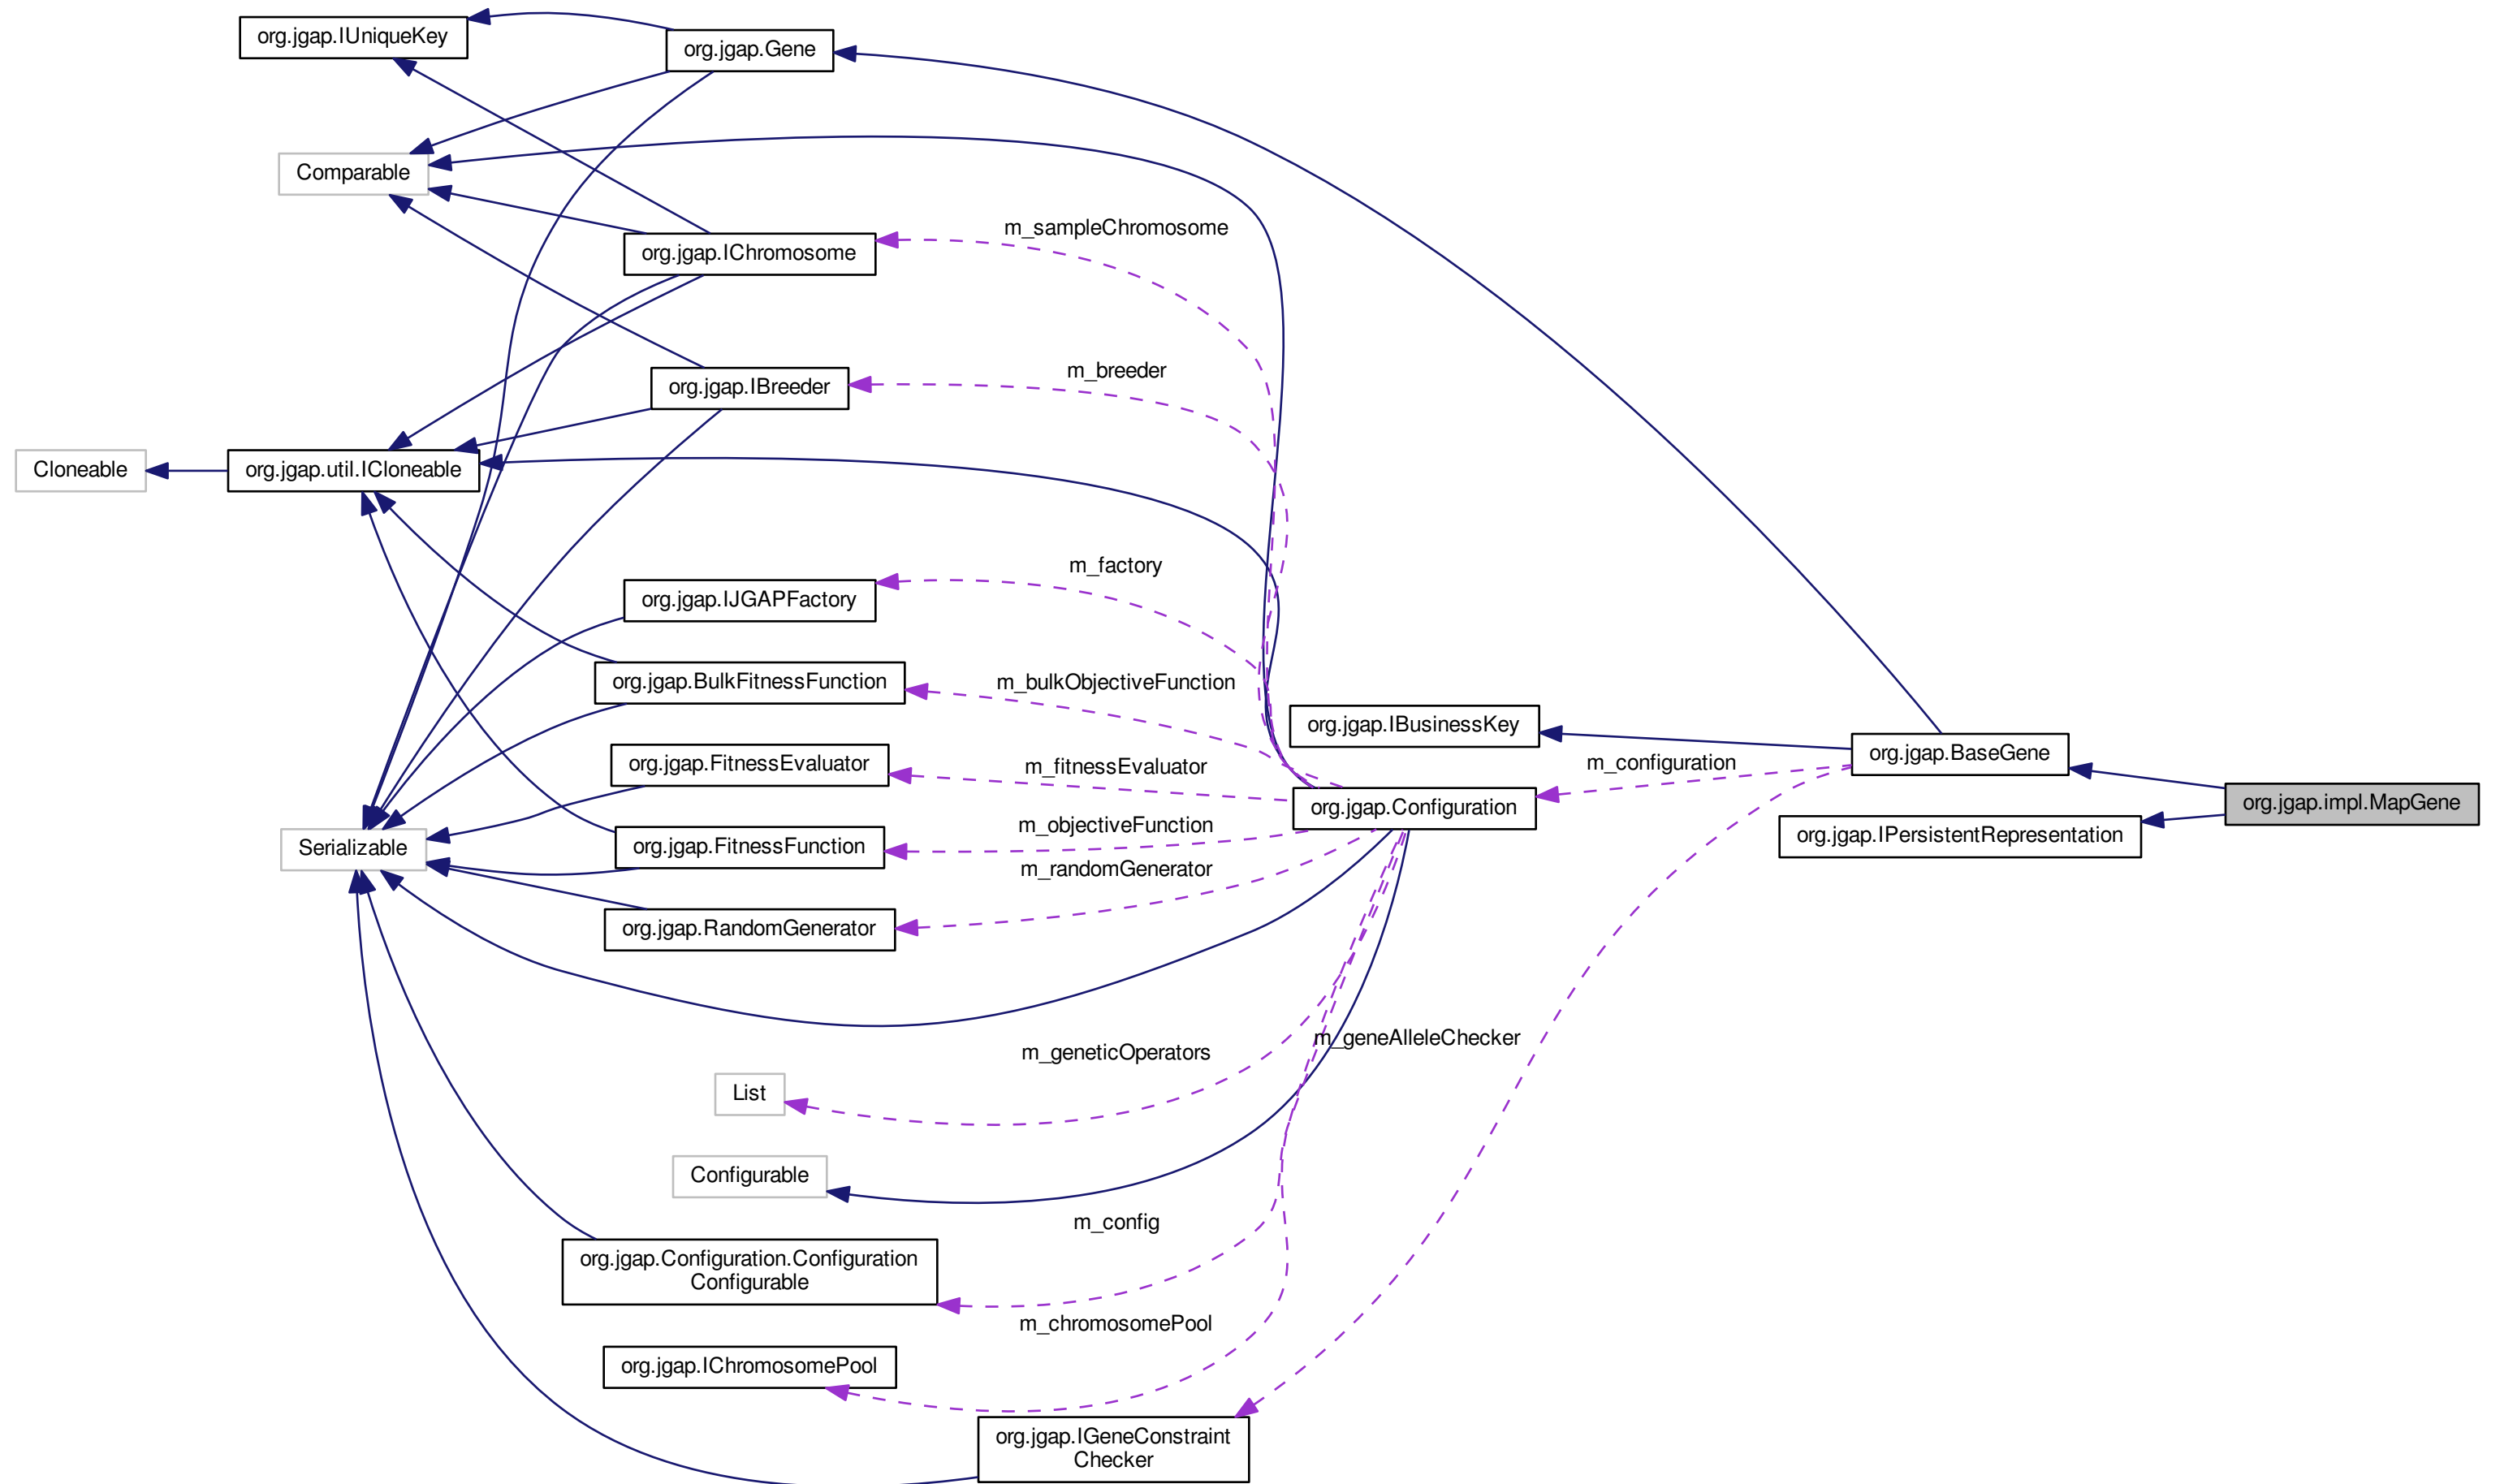 org.jgap.IUniqueKey
org.jgap.Gene
Comparable
m_sampleChromosome
org.jgap.IChromosome
m_breeder
org.jgap.IBreeder
Cloneable
org.jgap.util.ICloneable
m_factory
org.jgap.IJGAPFactory
org.jgap.BulkFitnessFunction
m_bulkObjectiveFunction
org.jgap.IBusinessKey
org.jgap.BaseGene
m_configuration
org.jgap.FitnessEvaluator
m_fitnessEvaluator
org.jgap.Configuration
org.jgap.impl.MapGene
m_objectiveFunction
org.jgap.IPersistentRepresentation
Serializable
org.jgap.FitnessFunction
m_randomGenerator
org.jgap.RandomGenerator
m_geneAlleleChecker
m_geneticOperators
List
Configurable
m_config
org.jgap.Configuration.Configuration
Configurable
m_chromosomePool
org.jgap.IChromosomePool
org.jgap.IGeneConstraint
Checker